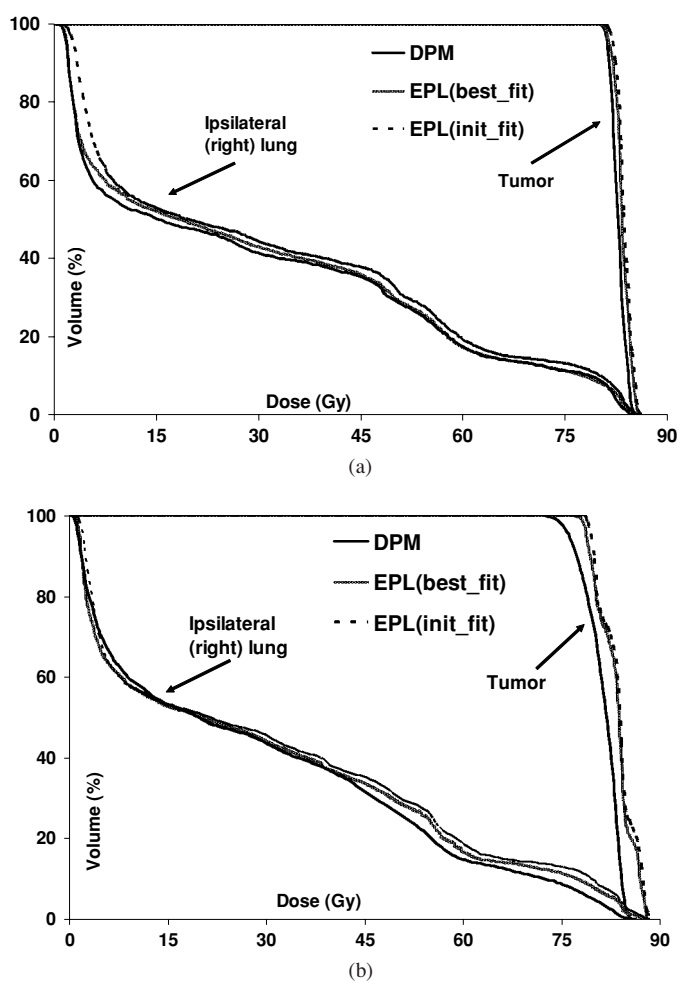 100
80
60
40
20
0
Volume (%)
DPM
EPL(best_fit)
EPL(init_fit)
Ipsilateral
(right) lung
Tumor
Dose (Gy)
0 15 30 45 60 75 90
(a)
100
80
60
40
20
0
Volume (%)
DPM
EPL(best_fit)
EPL(init_fit)
Ipsilateral
(right) lung
Tumor
Dose (Gy)
0 15 30 45 60 75 90
(b)